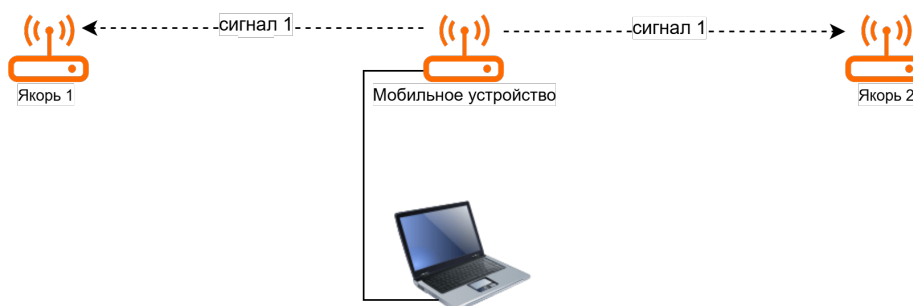 сигнал 1
сигнал 1
Якорь 1
Мобильное устройство
Якорь 2